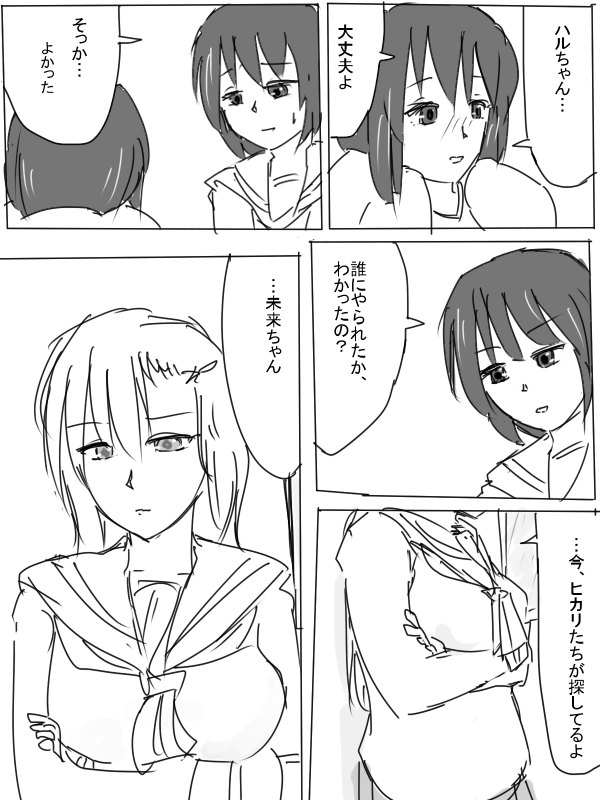 ハルちゃん…
大丈夫よ
そっか…
よかった
誰にやられたか、
わかったの？
…今、ヒカリたちが探してるよ
…未来ちゃん